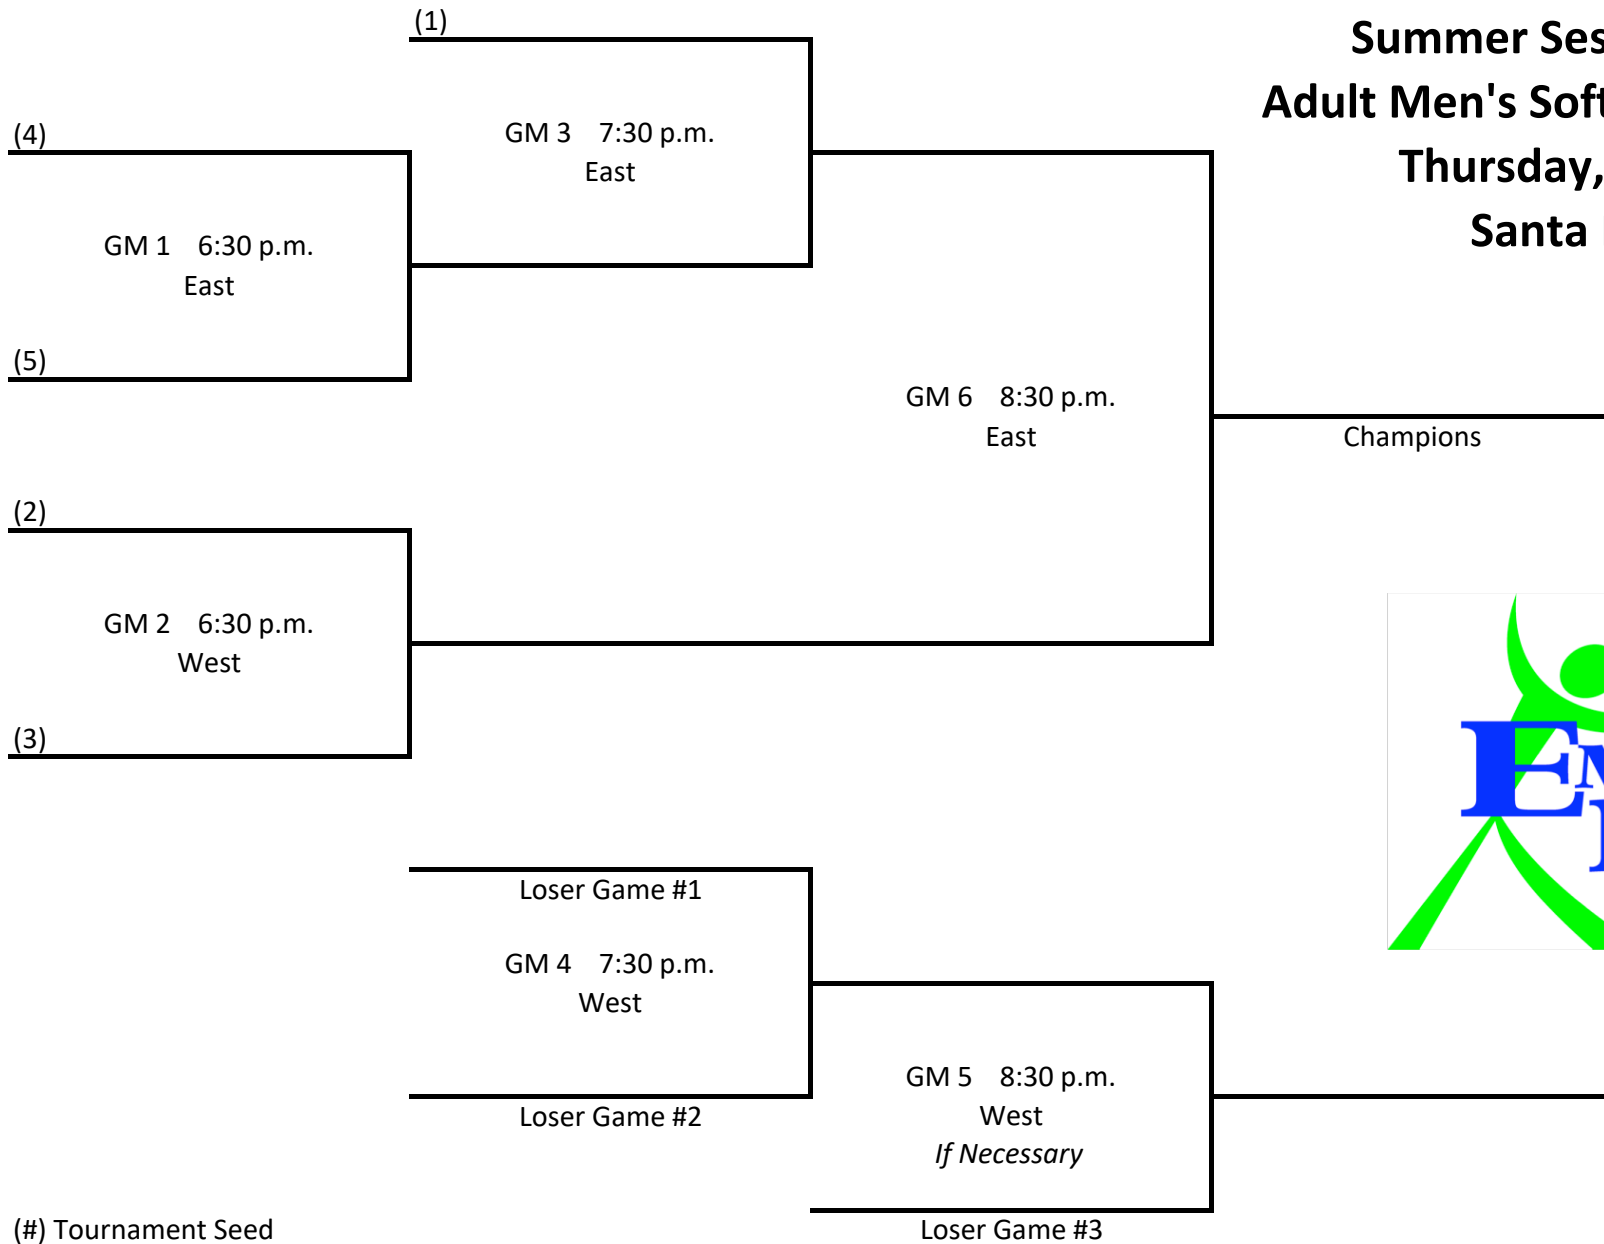 (1)
Summer Ses
Adult Men's Soft
Thursday,
Santa
(4)
GM 3 7:30 p.m.
East
GM 1 6:30 p.m.
East
(5)
GM 6 8:30 p.m.
East
Champions
(2)
GM 2 6:30 p.m.
West
(3)
Loser Game #1
GM 4 7:30 p.m.
West
Loser Game #2
GM 5 8:30 p.m.
West
If Necessary
Loser Game #3
(#) Tournament Seed